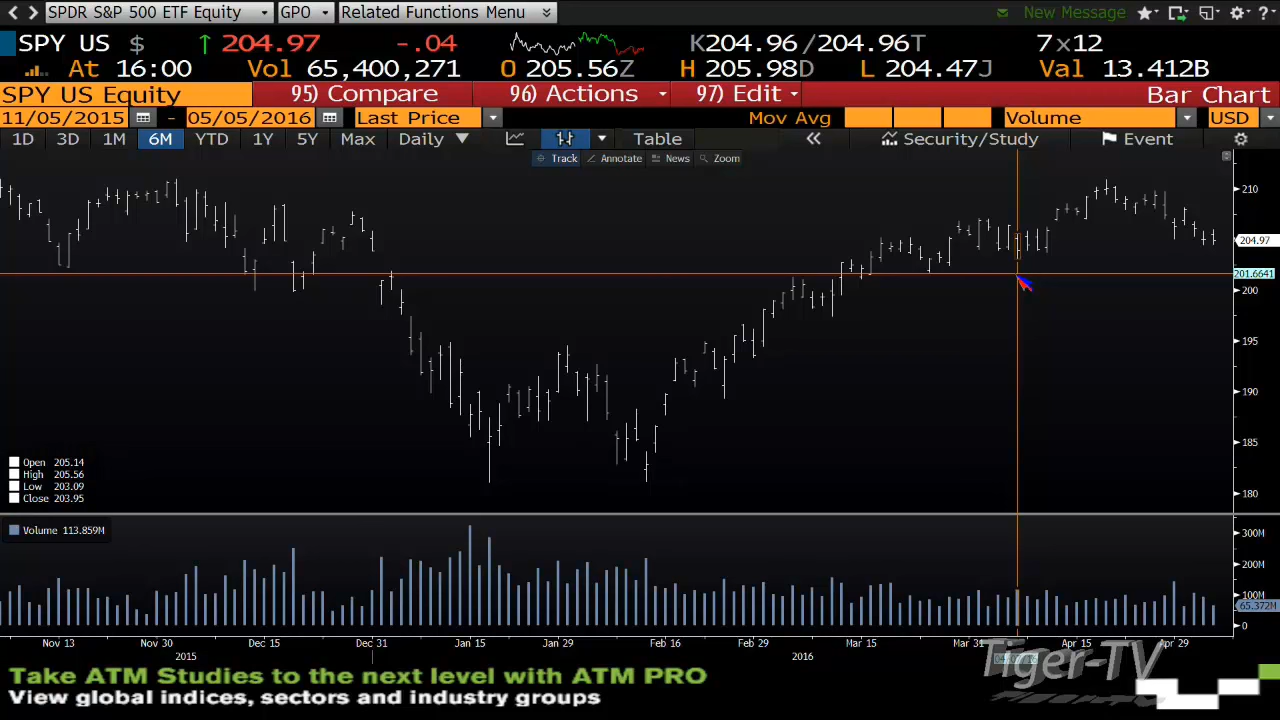 SPDR S&P 500 ETF Equity GPO Related Functions Menu New Message
SPY US $ 204.97 -.04 K204.96/204.96T 7x12
At 16:00 Vol 65,400,271 O 205.56Z H 205.98D L 204.47J Val 13.412B
SPY US Equity 95) Compare 96) Actions 97) Edit Bar Chart
11/05/2015 - 05/05/2016 Last Price Mov Avg Volume USD
1D 3D 1M 6M YTD 1Y 5Y Max Daily Table Security/Study Event
Track Annotate News Zoom
210
204.97
201.6641
200
195
190
185
180
Open 205.14
High 205.56
Low 203.09
Close 203.95
Volume 113.859M
300M
200M
100M
65.372M
0
Nov 13 Nov 30 Dec 15 Dec 31 Jan 15 Jan 29 Feb 16 Feb 29 Mar 15 Mar 31 Apr 15 Apr 29
2015 2016
Take ATM Studies to the next level with ATM PRO
View global indices, sectors and industry groups
Tiger-TV